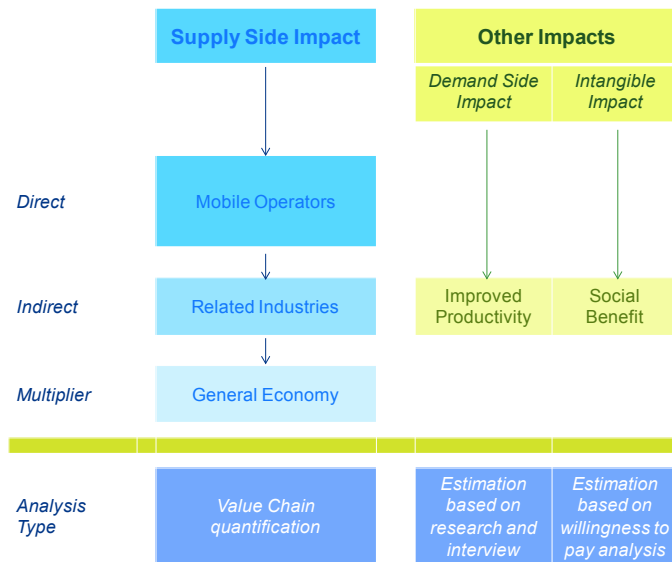 Supply Side Impact
Other Impacts
Demand Side
Impact
Intangible
Impact
Direct
Mobile Operators
Indirect
Related Industries
Improved
Productivity
Social
Benefit
Multiplier
General Economy
Analysis
Type
Value Chain
quantification
Estimation
based on
research and
interview
Estimation
based on
willingness to
pay analysis